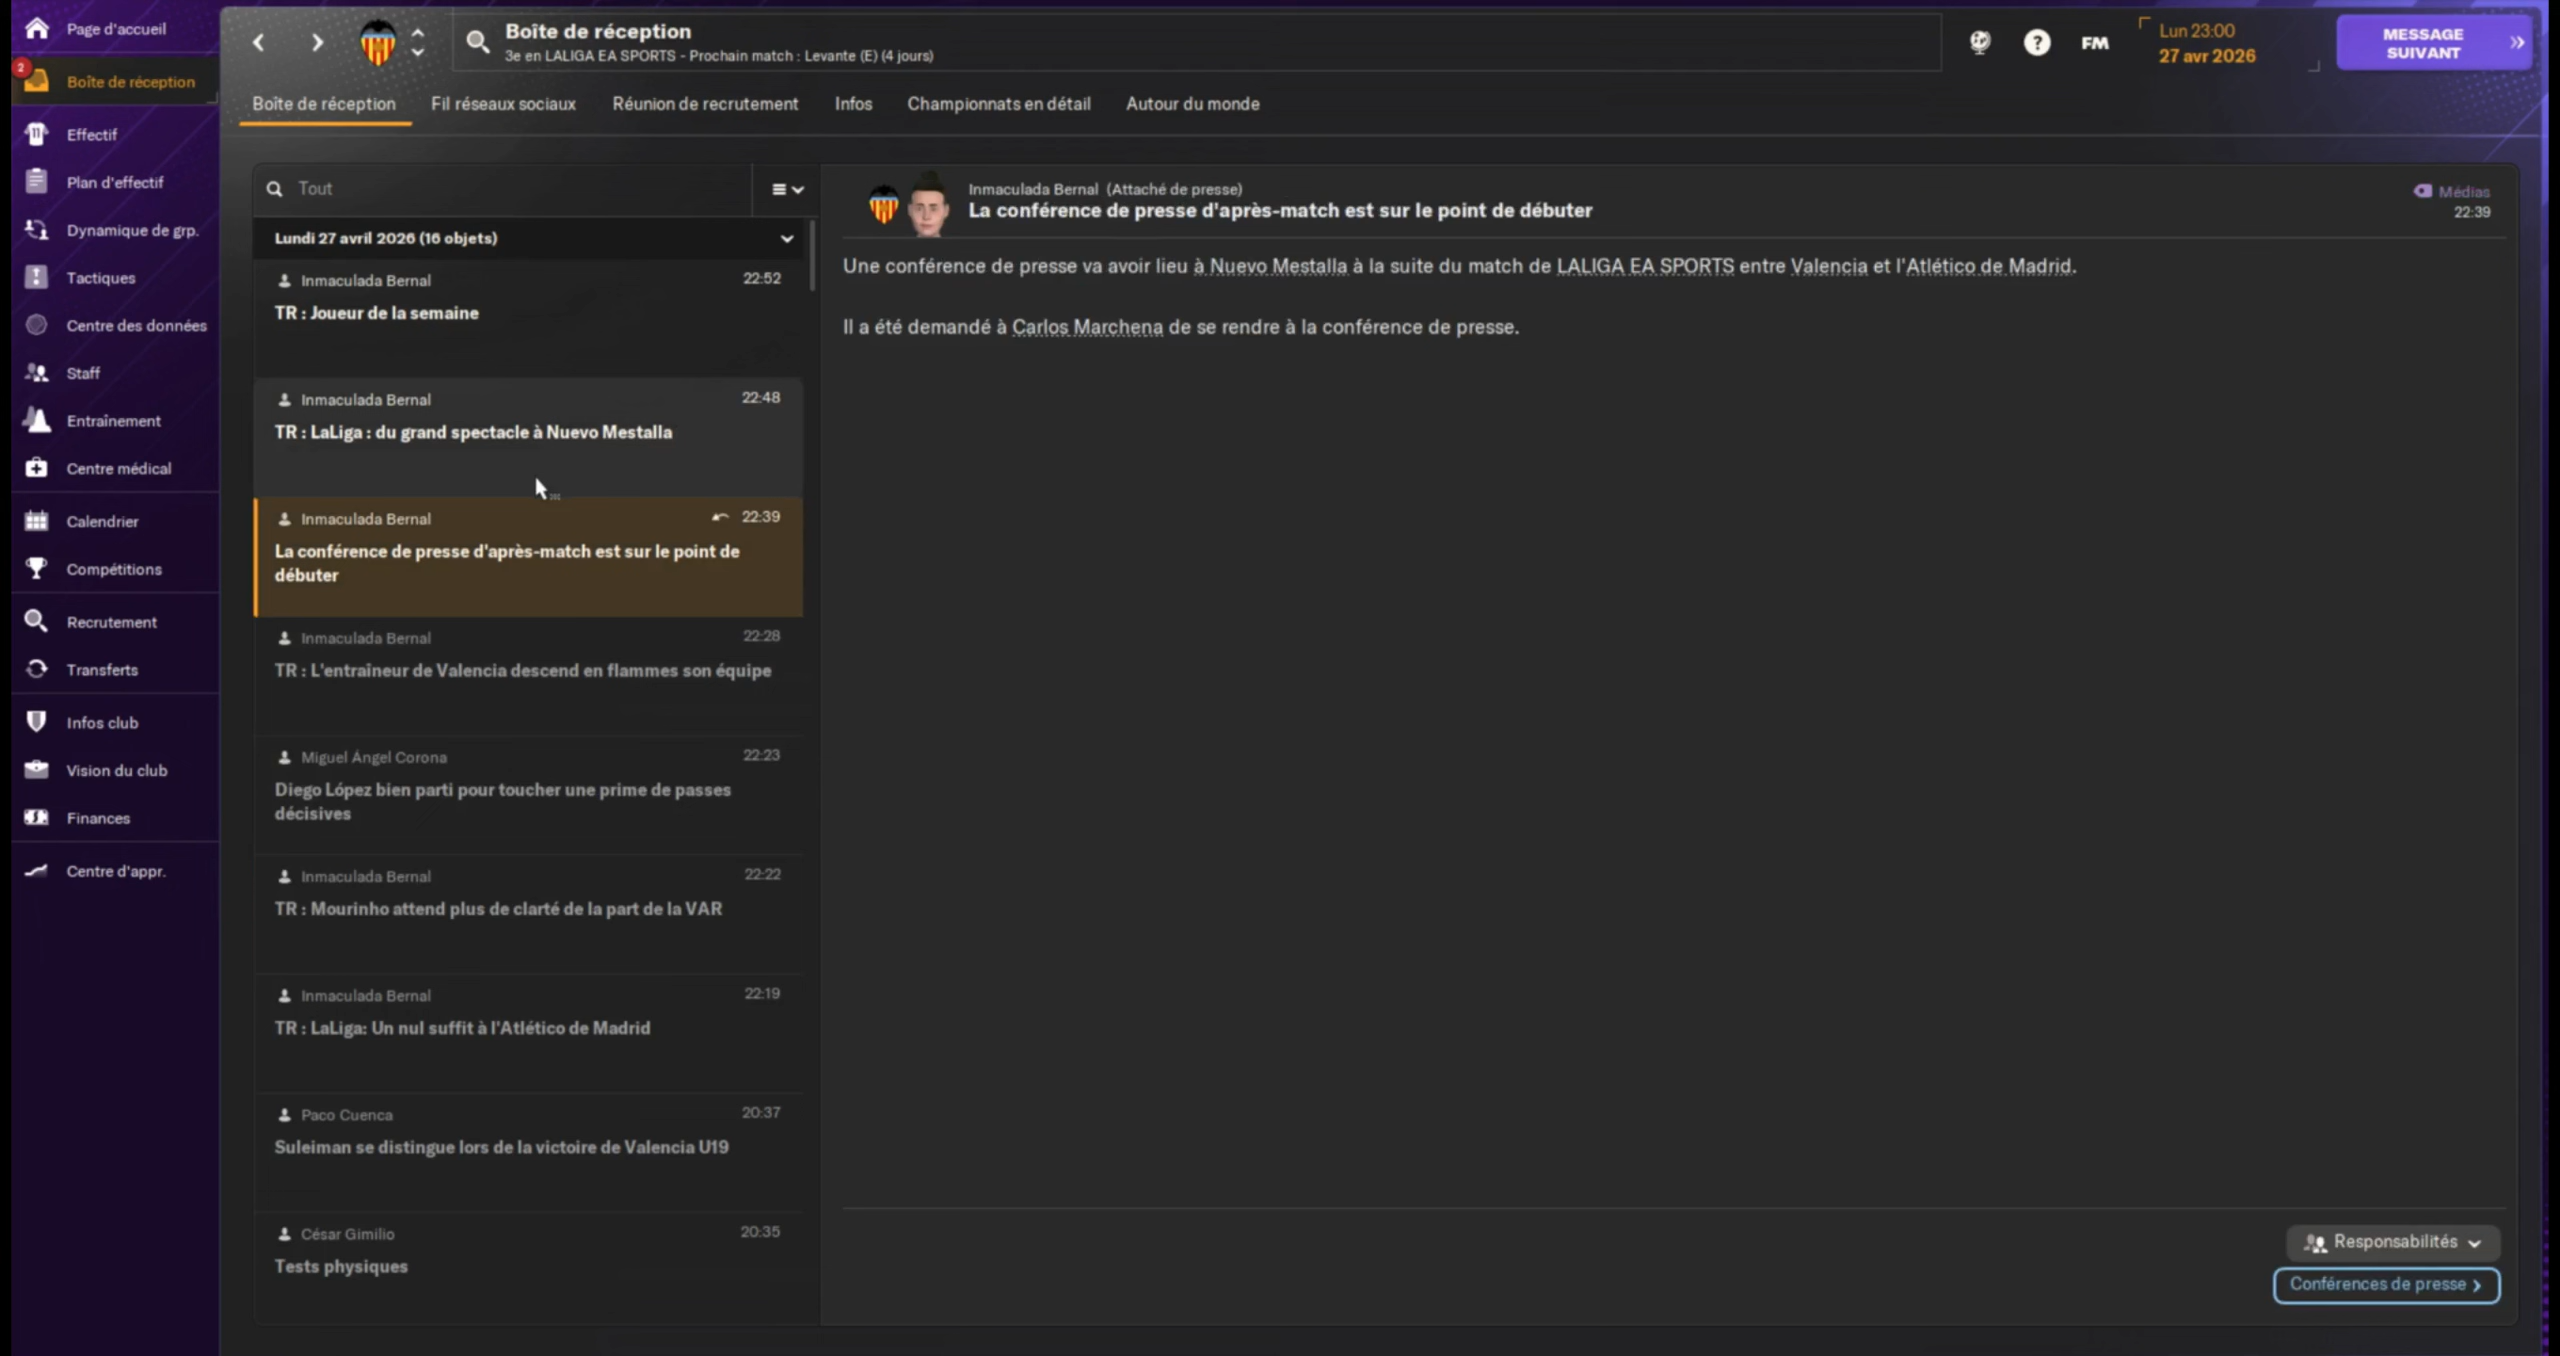 Page d'accueil
2
Boîte de réception
Effectif
Plan d'effectif
Dynamique de grp.
Tactiques
Centre des données
Staff
Entraînement
Centre médical
Calendrier
Compétitions
Recrutement
Transferts
Infos club
Vision du club
Finances
Centre d'appr.
Boîte de réception
3e en LALIGA EA SPORTS - Prochain match : Levante (E) (4 jours)
FM
Lun 23:00
27 avr 2026
MESSAGE
SUIVANT
Boîte de réception
Fil réseaux sociaux
Réunion de recrutement
Infos
Championnats en détail
Autour du monde
Tout
Lundi 27 avril 2026 (16 objets)
Inmaculada Bernal 22:52
TR : Joueur de la semaine
Inmaculada Bernal 22:48
TR : LaLiga : du grand spectacle à Nuevo Mestalla
Inmaculada Bernal 22:39
La conférence de presse d'après-match est sur le point de
débuter
Inmaculada Bernal 22:28
TR : L'entraîneur de Valencia descend en flammes son équipe
Miguel Ángel Corona 22:23
Diego López bien parti pour toucher une prime de passes
décisives
Inmaculada Bernal 22:22
TR : Mourinho attend plus de clarté de la part de la VAR
Inmaculada Bernal 22:19
TR : LaLiga: Un nul suffit à l'Atlético de Madrid
Paco Cuenca 20:37
Suleiman se distingue lors de la victoire de Valencia U19
César Gimilio 20:35
Tests physiques
Inmaculada Bernal (Attaché de presse)
La conférence de presse d'après-match est sur le point de débuter
Médias
22:39
Une conférence de presse va avoir lieu à Nuevo Mestalla à la suite du match de LALIGA EA SPORTS entre Valencia et l'Atlético de Madrid.
Il a été demandé à Carlos Marchena de se rendre à la conférence de presse.
Responsabilités
Conférences de presse